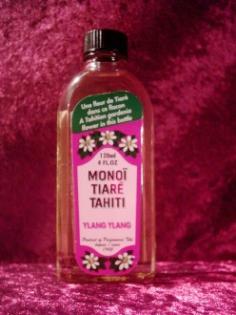 Une fleur de Tiaré
dans ce flacon
A Tahitian gardenia
flower in this bottle
120ml
4 FL.OZ
MONOÏ
TIARÉ
TAHITI
YLANG YLANG
Product of